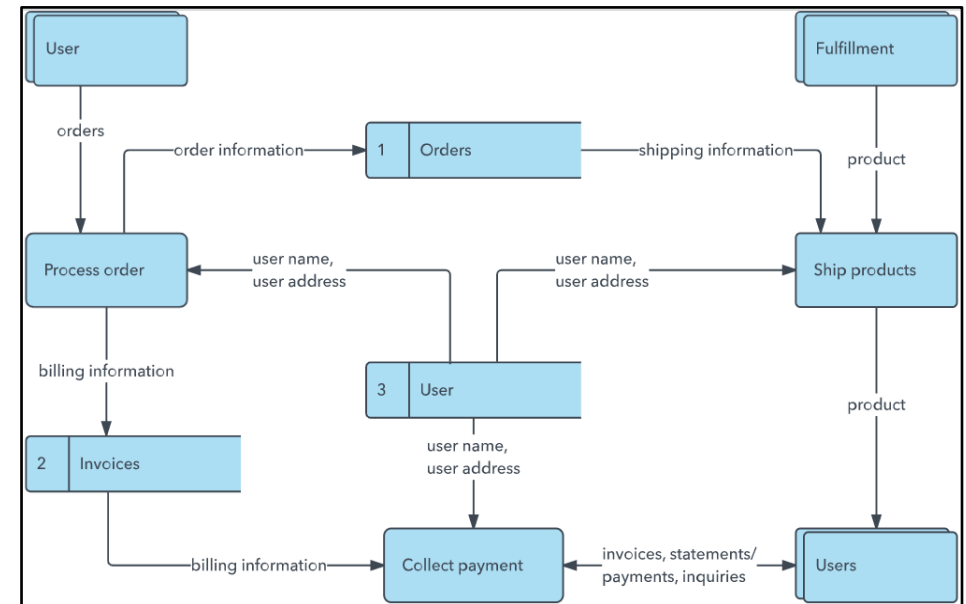 User
Fulfillment
orders
order information
1
Orders
shipping information
product
Process order
user name,
user address
user name,
user address
Ship products
billing information
3
User
product
user name,
user address
2
Invoices
billing information
Collect payment
invoices, statements/
payments, inquiries
Users